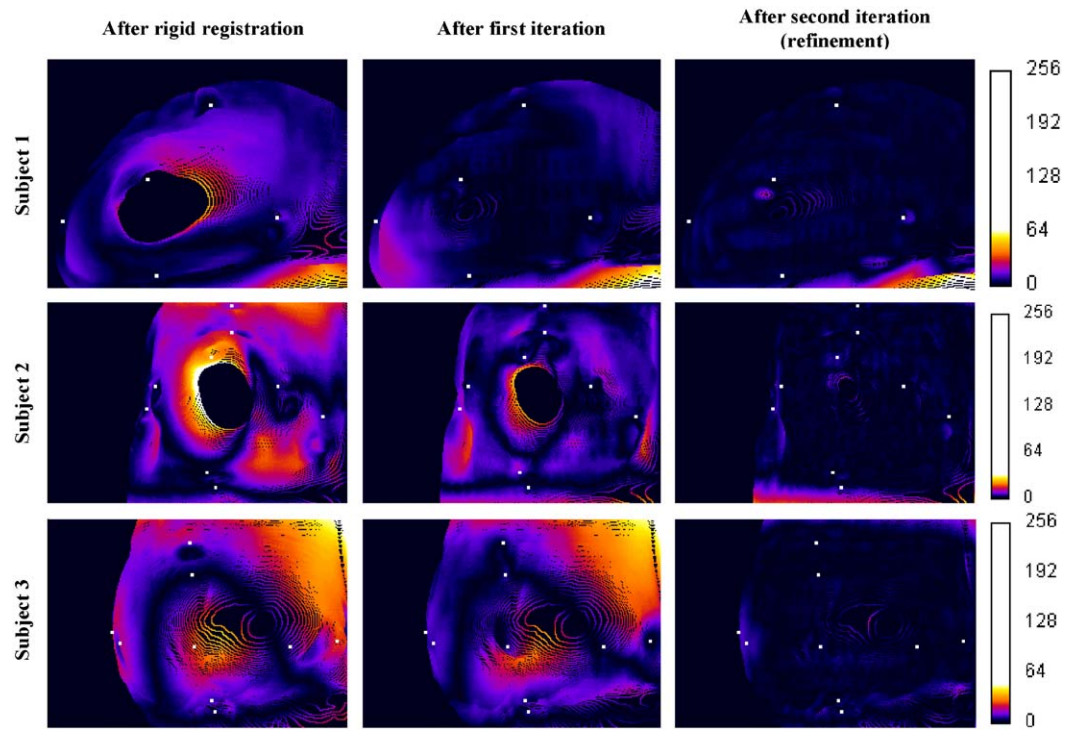 After rigid registration
After first iteration
After second iteration
(refinement)
Subject 1
256
192
128
64
0
Subject 2
256
192
128
64
0
Subject 3
256
192
128
64
0